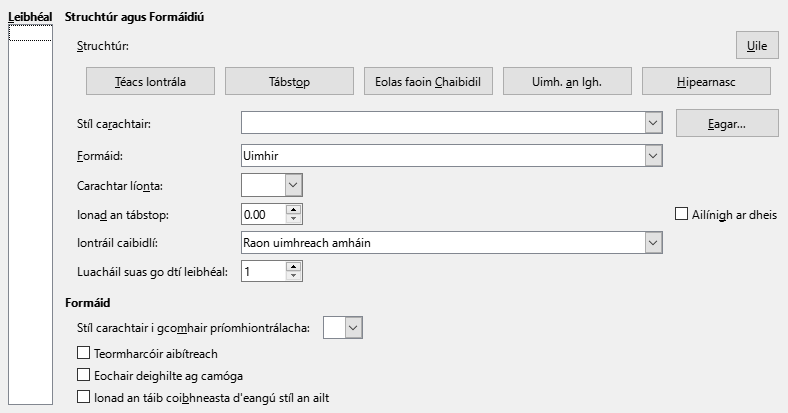 Leibhéal
Struchtúr agus Formáidiú
Struchtúr:
Uile
Téacs Iontrála
Tábstop
Eolas faoin Chaibidil
Uimh. an lgh.
Hipearnasc
Stíl carachtair:
Eagar...
Formáid:
Uimhir
Carachtar líonta:
Ionad an tábstop:
0.00
Ailínigh ar dheis
Iontráil caibidlí:
Raon uimhreach amháin
Luacháil suas go dtí leibhéal:
1
Formáid
Stíl carachtair i gcomhair príomhiontrálacha:
Teormharcóir aibítreach
Eochair deighilte ag camóga
Ionad an táib coibhneasta d'eangú stíl an ailt